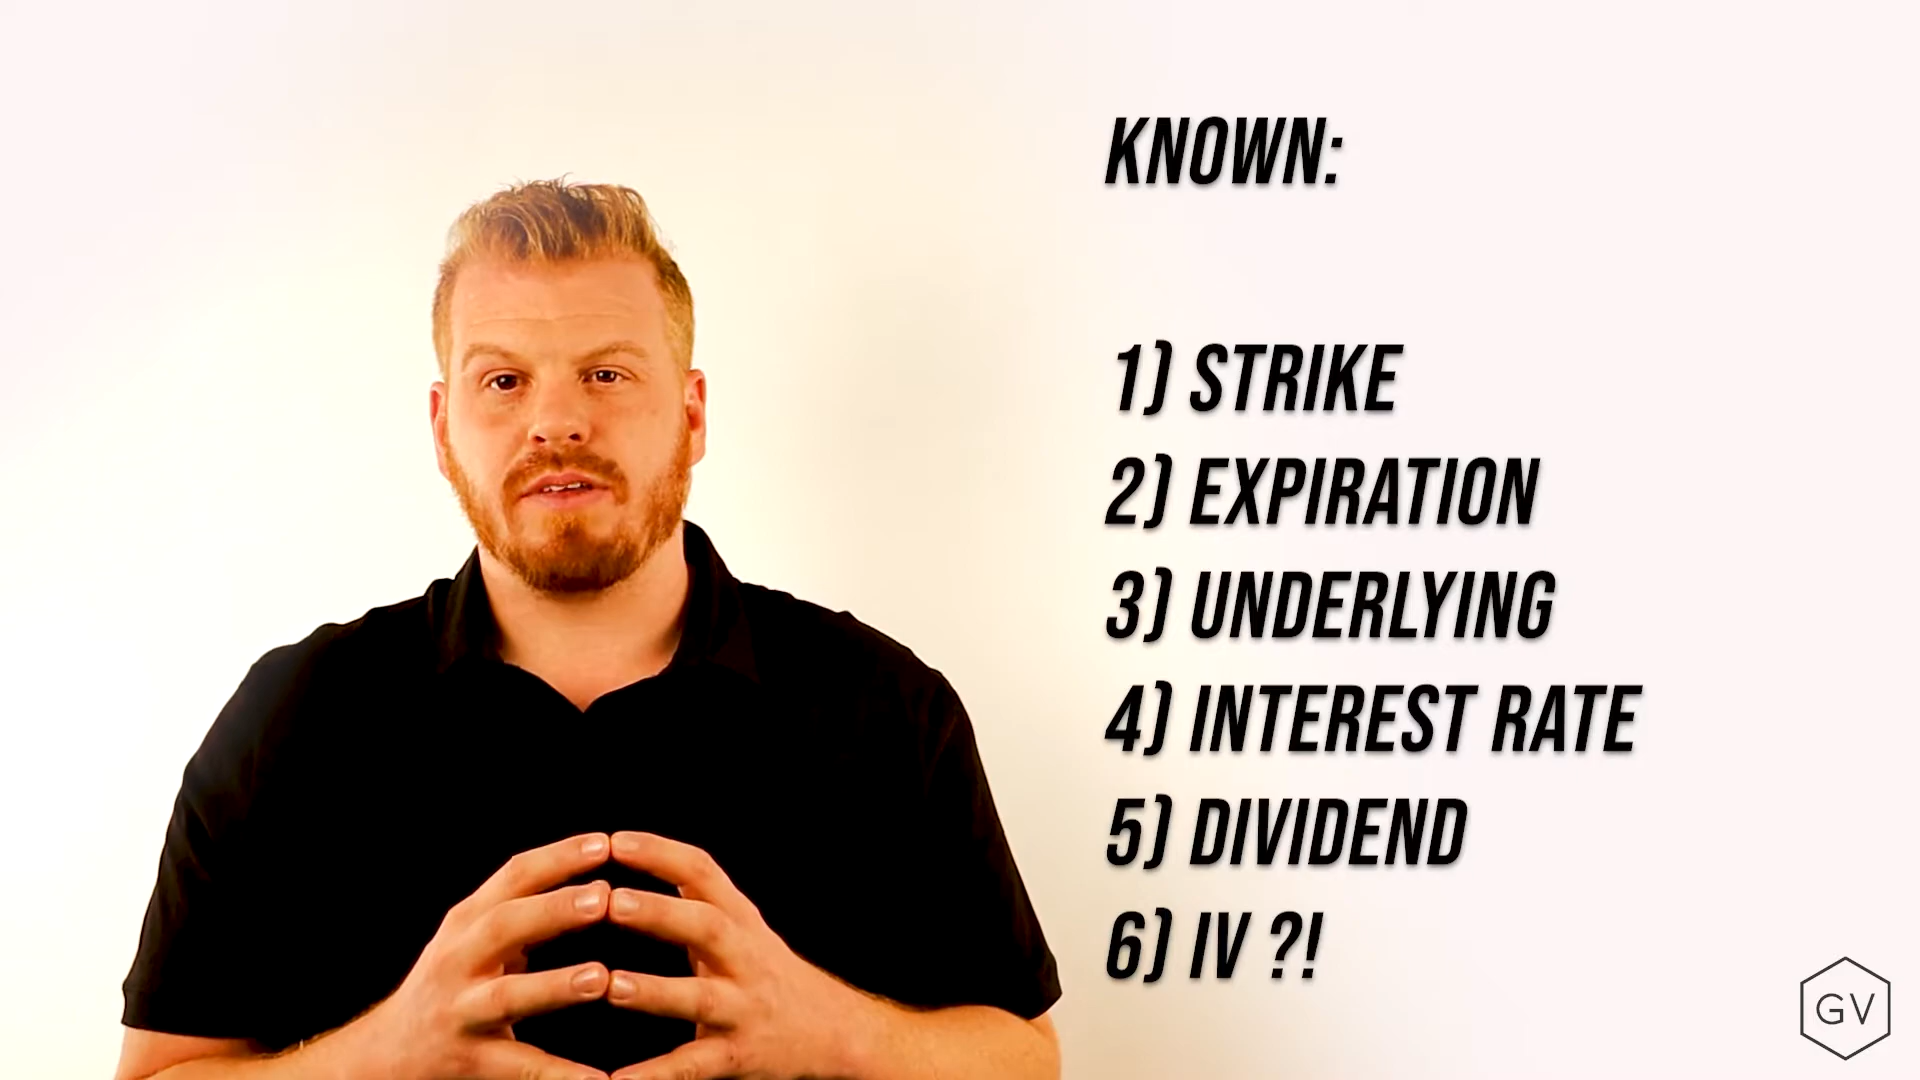 KNOWN:
1) STRIKE
2) EXPIRATION
3) UNDERLYING
4) INTEREST RATE
5) DIVIDEND
6) IV ?!
GV